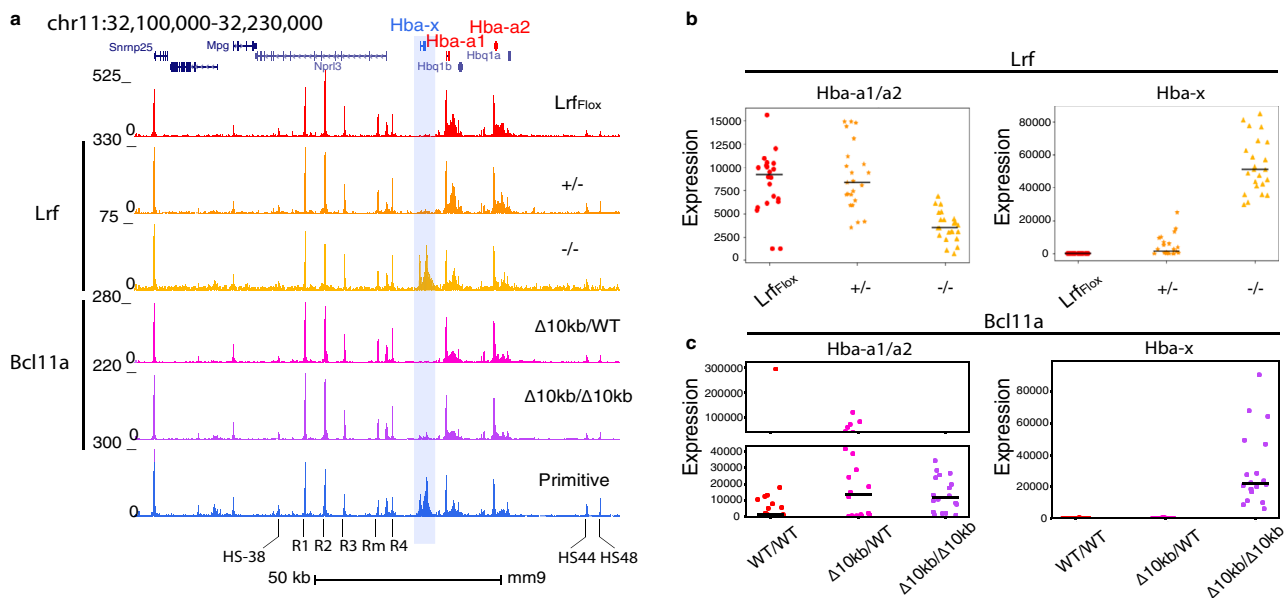 a
chr11:32,100,000-32,230,000
Hba-x
Hba-a2
Hba-a1
Snrnp25
Mpg
Nprl3
Hbq1b
Hbq1a
525
0
LrfFlox
Lrf
330
0
+/-
75
0
-/-
Bcl11a
280
0
Δ10kb/WT
220
0
Δ10kb/Δ10kb
300
0
Primitive
HS-38 R1 R2 R3 Rm R4 HS44 HS48
50 kb mm9
b
Lrf
Hba-a1/a2
Expression
15000
12500
10000
7500
5000
2500
0
LrfFlox +/- -/-
Hba-x
Expression
80000
60000
40000
20000
0
LrfFlox +/- -/-
Bcl11a
c
Hba-a1/a2
Expression
300000
200000
100000
40000
30000
20000
10000
0
WT/WT Δ10kb/WT Δ10kb/Δ10kb
Hba-x
Expression
80000
60000
40000
20000
0
WT/WT Δ10kb/WT Δ10kb/Δ10kb